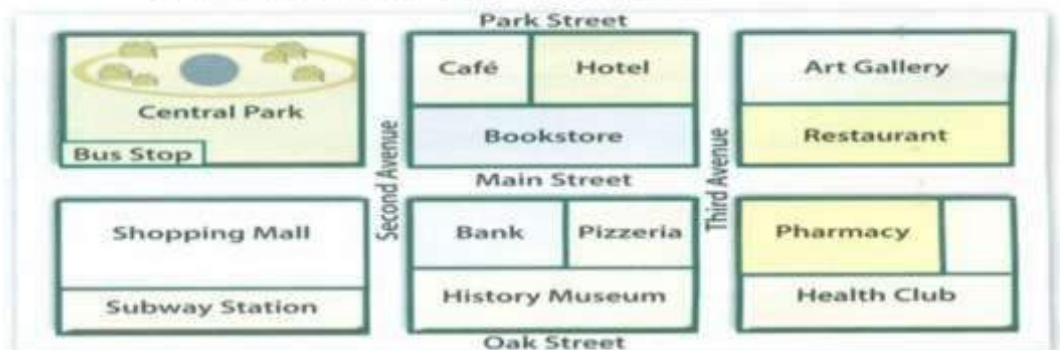 Park Street
Café Hotel Art Gallery
Central Park
Bookstore Restaurant
Bus Stop
Second Avenue
Third Avenue
Main Street
Shopping Mall Bank Pizzeria Pharmacy
Subway Station History Museum Health Club
Oak Street